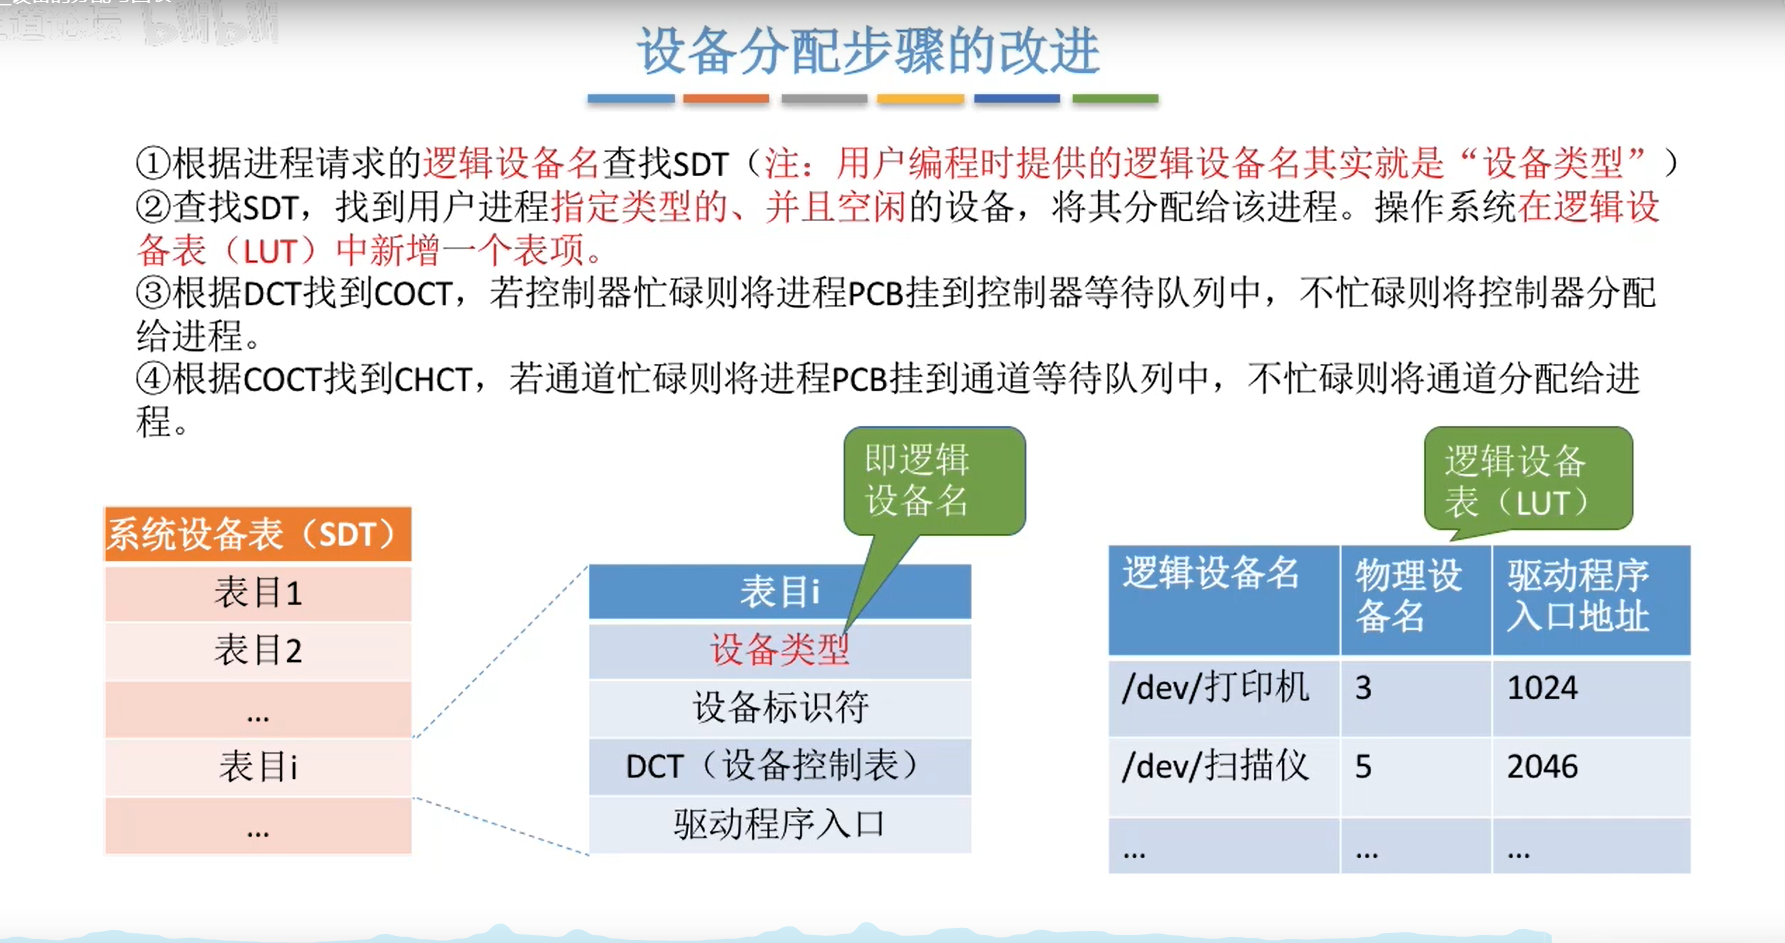 设备分配步骤的改进
①根据进程请求的逻辑设备名查找SDT（注：用户编程时提供的逻辑设备名其实就是“设备类型”）
②查找SDT，找到用户进程指定类型的、并且空闲的设备，将其分配给该进程。操作系统在逻辑设
备表（LUT）中新增一个表项。
③根据DCT找到COCT，若控制器忙碌则将进程PCB挂到控制器等待队列中，不忙碌则将控制器分配
给进程。
④根据COCT找到CHCT，若通道忙碌则将进程PCB挂到通道等待队列中，不忙碌则将通道分配给进
程。
系统设备表（SDT）
表目1
表目2
...
表目i
...
即逻辑
设备名
表目i
设备类型
设备标识符
DCT（设备控制表）
驱动程序入口
逻辑设备
表（LUT）
逻辑设备名 物理设备名 驱动程序入口地址
/dev/打印机 3 1024
/dev/扫描仪 5 2046
... ... ...
bilibili